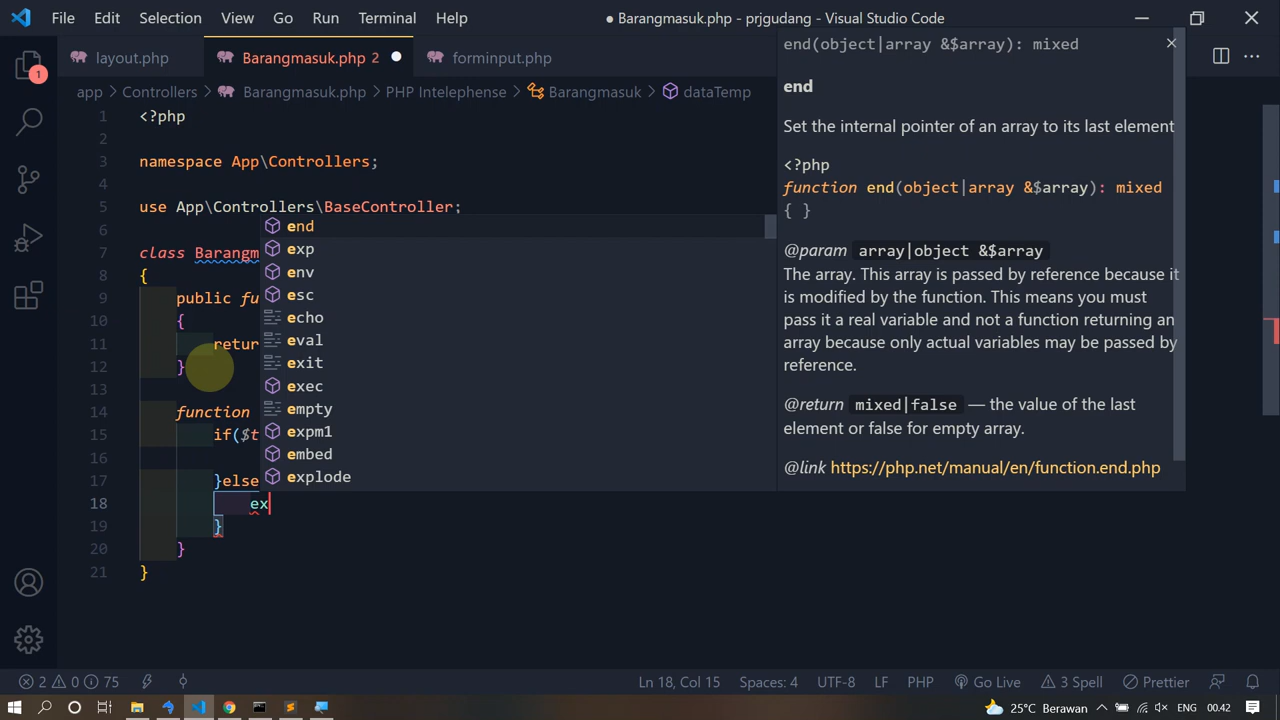 File Edit Selection View Go Run Terminal Help
● Barangmasuk.php - prjgudang - Visual Studio Code
layout.php
Barangmasuk.php 2
forminput.php
app > Controllers > Barangmasuk.php > PHP Intelephense > Barangmasuk > dataTemp
1 <?php
2
3 namespace App\Controllers;
4
5 use App\Controllers\BaseController;
6
7 class Barangm
8 {
9 public fu
10 {
11 return
12 }
13
14 function
15 if($t
16
17 }else
18 ex
19 }
20 }
21 }
end
exp
env
esc
echo
eval
exit
exec
empty
expm1
embed
explode
end(object|array &$array): mixed
end
Set the internal pointer of an array to its last element
<?php
function end(object|array &$array): mixed
{ }
@param array|object &$array
The array. This array is passed by reference because it
is modified by the function. This means you must
pass it a real variable and not a function returning an
array because only actual variables may be passed by
reference.
@return mixed|false — the value of the last
element or false for empty array.
@link https://php.net/manual/en/function.end.php
1
2 0 75
Ln 18, Col 15 Spaces: 4 UTF-8 LF PHP Go Live 3 Spell Prettier
25°C Berawan ENG 00.42